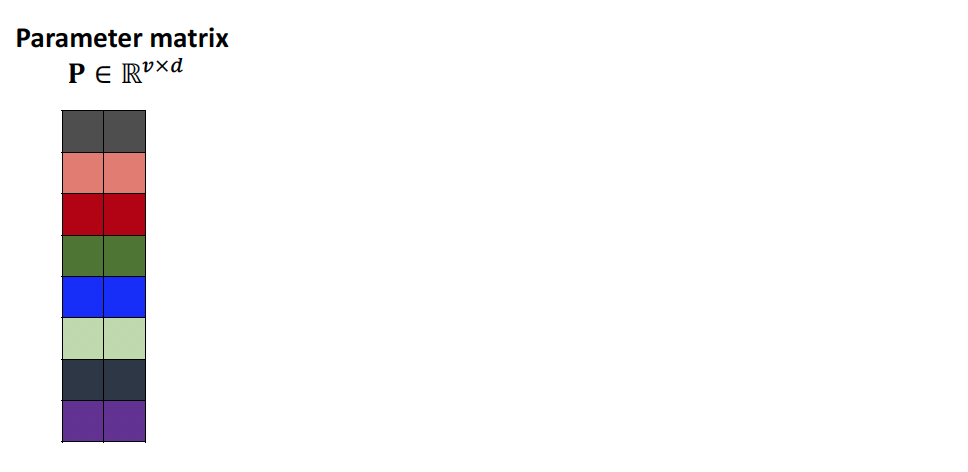 Parameter matrix
𝐏 ∈ ℝ^{𝑣×𝑑}